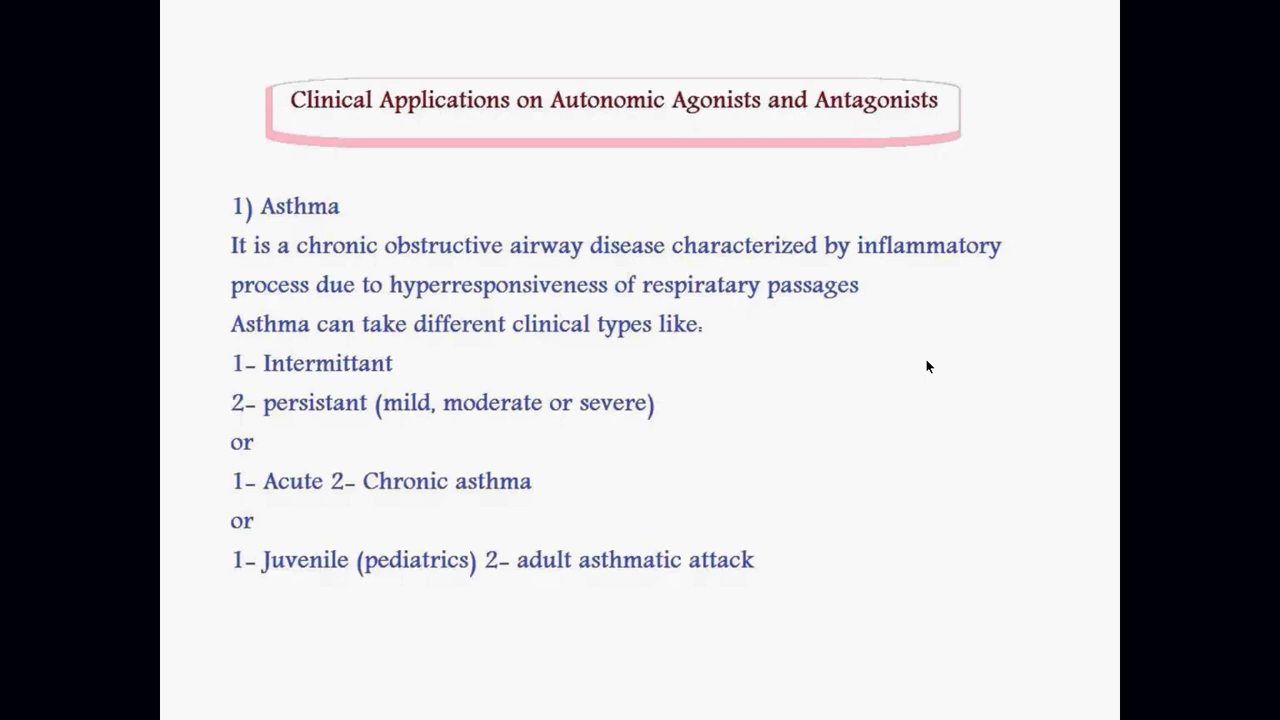 Clinical Applications on Autonomic Agonists and Antagonists
1) Asthma
It is a chronic obstructive airway disease characterized by inflammatory
process due to hyperresponsiveness of respiratary passages
Asthma can take different clinical types like:
1- Intermittant
2- persistant (mild, moderate or severe)
or
1- Acute 2- Chronic asthma
or
1- Juvenile (pediatrics) 2- adult asthmatic attack